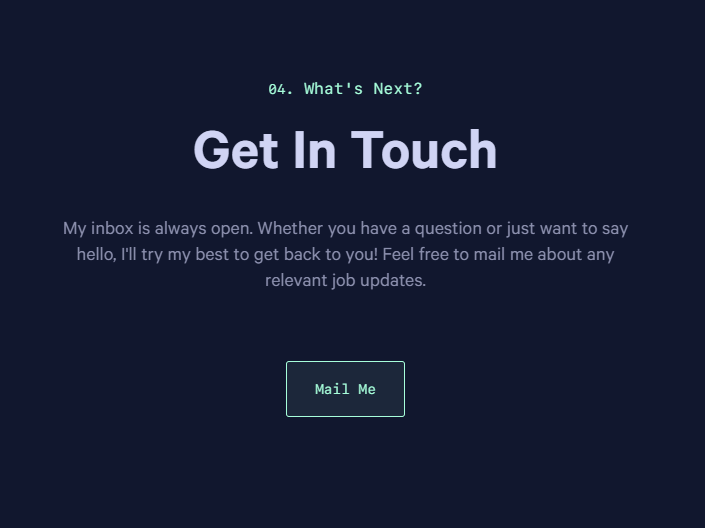 04. What's Next?
Get In Touch
My inbox is always open. Whether you have a question or just want to say
hello, I'll try my best to get back to you! Feel free to mail me about any
relevant job updates.
Mail Me